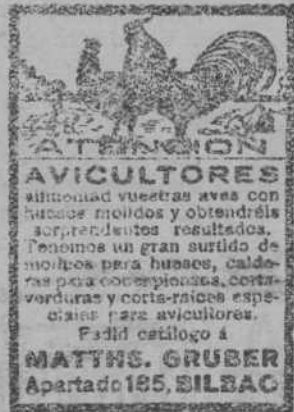 ATENCION
AVICULTORES
alimentad vuestras aves con
huesos molidos y obtendréis
sorprendentes resultados.
Tenemos un gran surtido de
molinos para huesos, calde-
ras para cocer piensos, corta-
verduras y corta-raíces espe-
ciales para avicultores.
Pedid catálogo á
MATTHS. GRUBER
Apartado 185, BILBAO